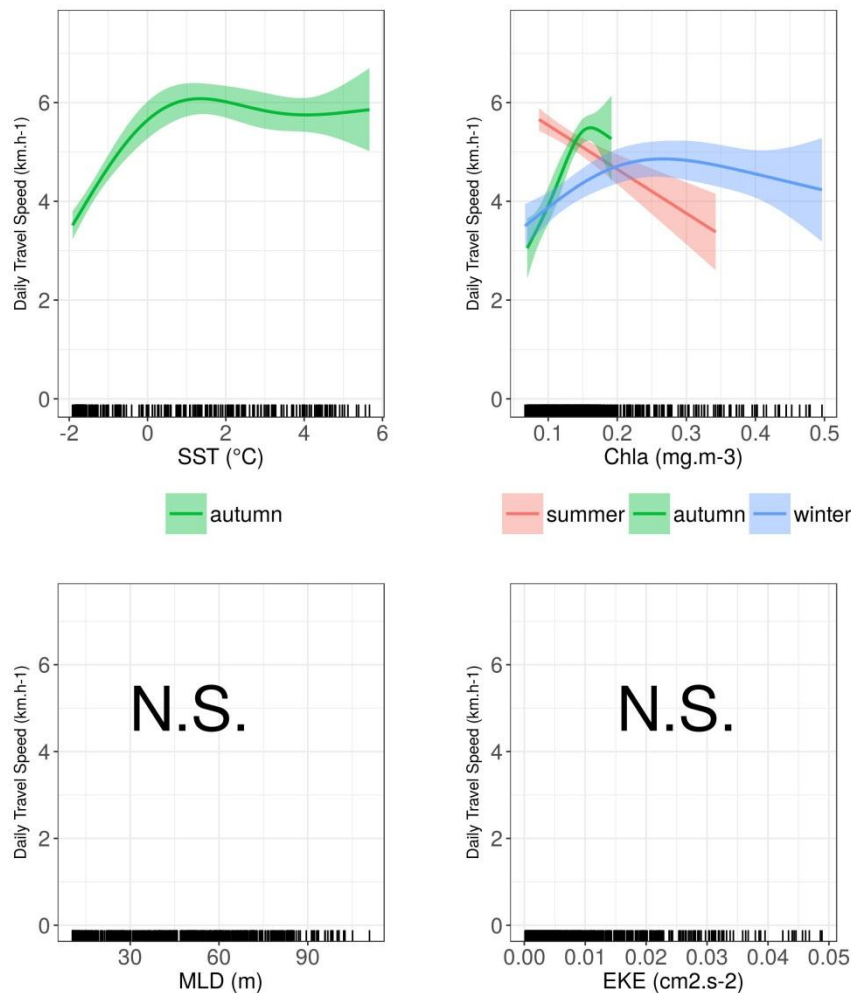 Daily Travel Speed (km.h-1)
6
4
2
0
-2 0 2 4 6
SST (°C)
autumn
Daily Travel Speed (km.h-1)
6
4
2
0
0.1 0.2 0.3 0.4 0.5
Chla (mg.m-3)
summer autumn winter
Daily Travel Speed (km.h-1)
6
4
2
0
N.S.
30 60 90
MLD (m)
Daily Travel Speed (km.h-1)
6
4
2
0
N.S.
0.00 0.01 0.02 0.03 0.04 0.05
EKE (cm2.s-2)